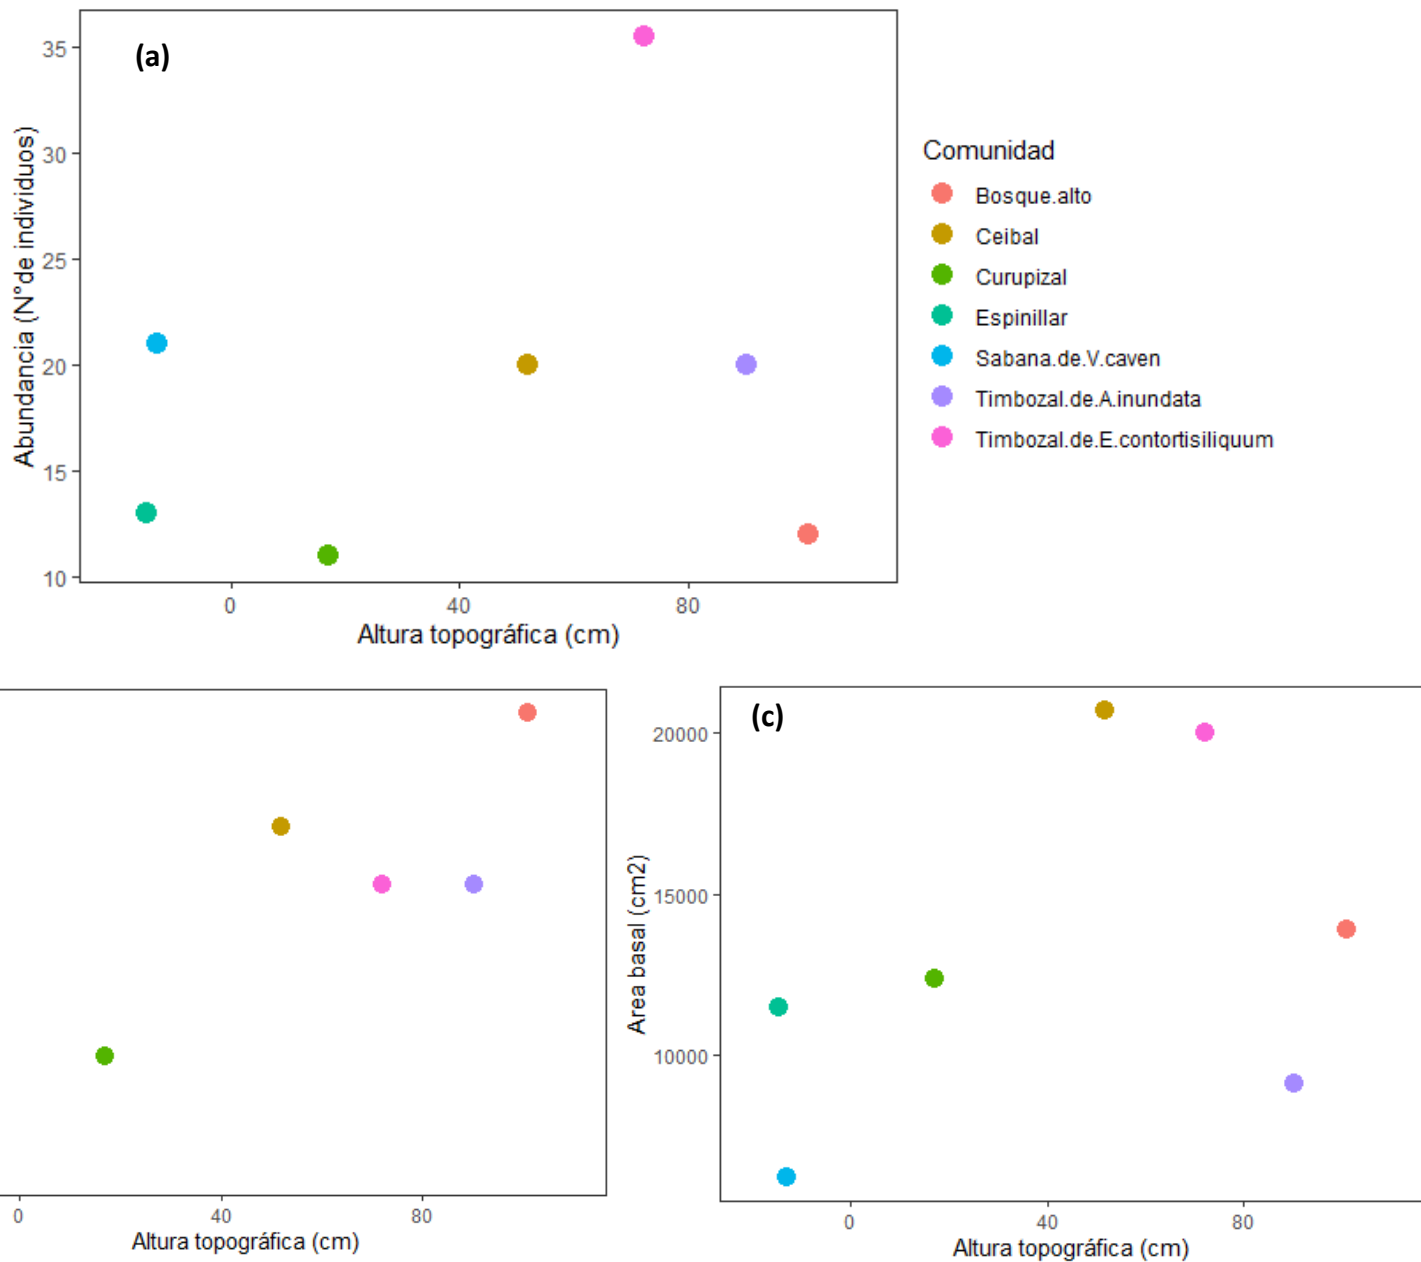 (a)
35
30
25
20
15
10
Abundancia (N°de individuos)
0 40 80
Altura topográfica (cm)
Comunidad
Bosque.alto
Ceibal
Curupizal
Espinillar
Sabana.de.V.caven
Timbozal.de.A.inundata
Timbozal.de.E.contortisiliquum
0 40 80
Altura topográfica (cm)
(c)
20000
15000
10000
Area basal (cm2)
0 40 80
Altura topográfica (cm)